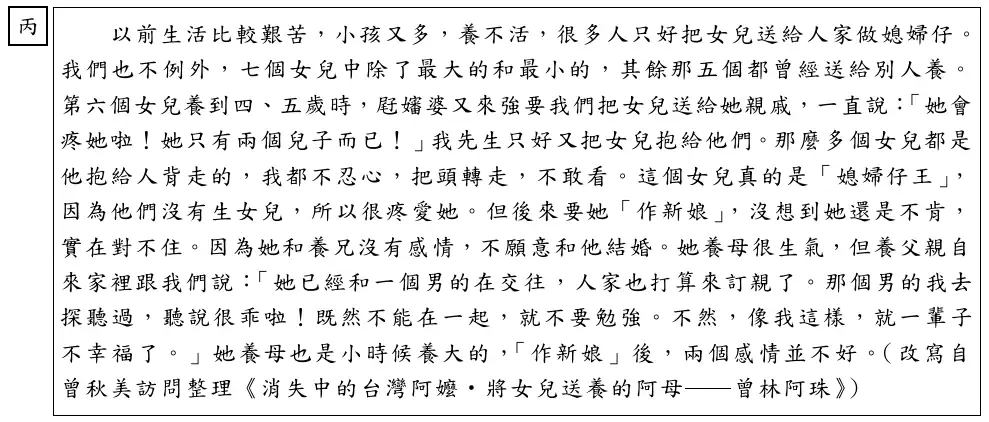 丙
以前生活比較艱苦，小孩又多，養不活，很多人只好把女兒送給人家做媳婦仔。
我們也不例外，七個女兒中除了最大的和最小的，其餘那五個都曾經送給別人養。
第六個女兒養到四、五歲時，屘嬸婆又來強要我們把女兒送給她親戚，一直說：「她會
疼她啦！她只有兩個兒子而已！」我先生只好又把女兒抱給他們。那麼多個女兒都是
他抱給人背走的，我都不忍心，把頭轉走，不敢看。這個女兒真的是「媳婦仔王」，
因為他們沒有生女兒，所以很疼愛她。但後來要她「作新娘」，沒想到她還是不肯，
實在對不住。因為她和養兄沒有感情，不願意和他結婚。她養母很生氣，但養父親自
來家裡跟我們說：「她已經和一個男的在交往，人家也打算來訂親了。那個男的我去
探聽過，聽說很乖啦！既然不能在一起，就不要勉強。不然，像我這樣，就一輩子
不幸福了。」她養母也是小時候養大的，「作新娘」後，兩個感情並不好。（改寫自
曾秋美訪問整理《消失中的台灣阿嬤‧將女兒送養的阿母──曾林阿珠》）